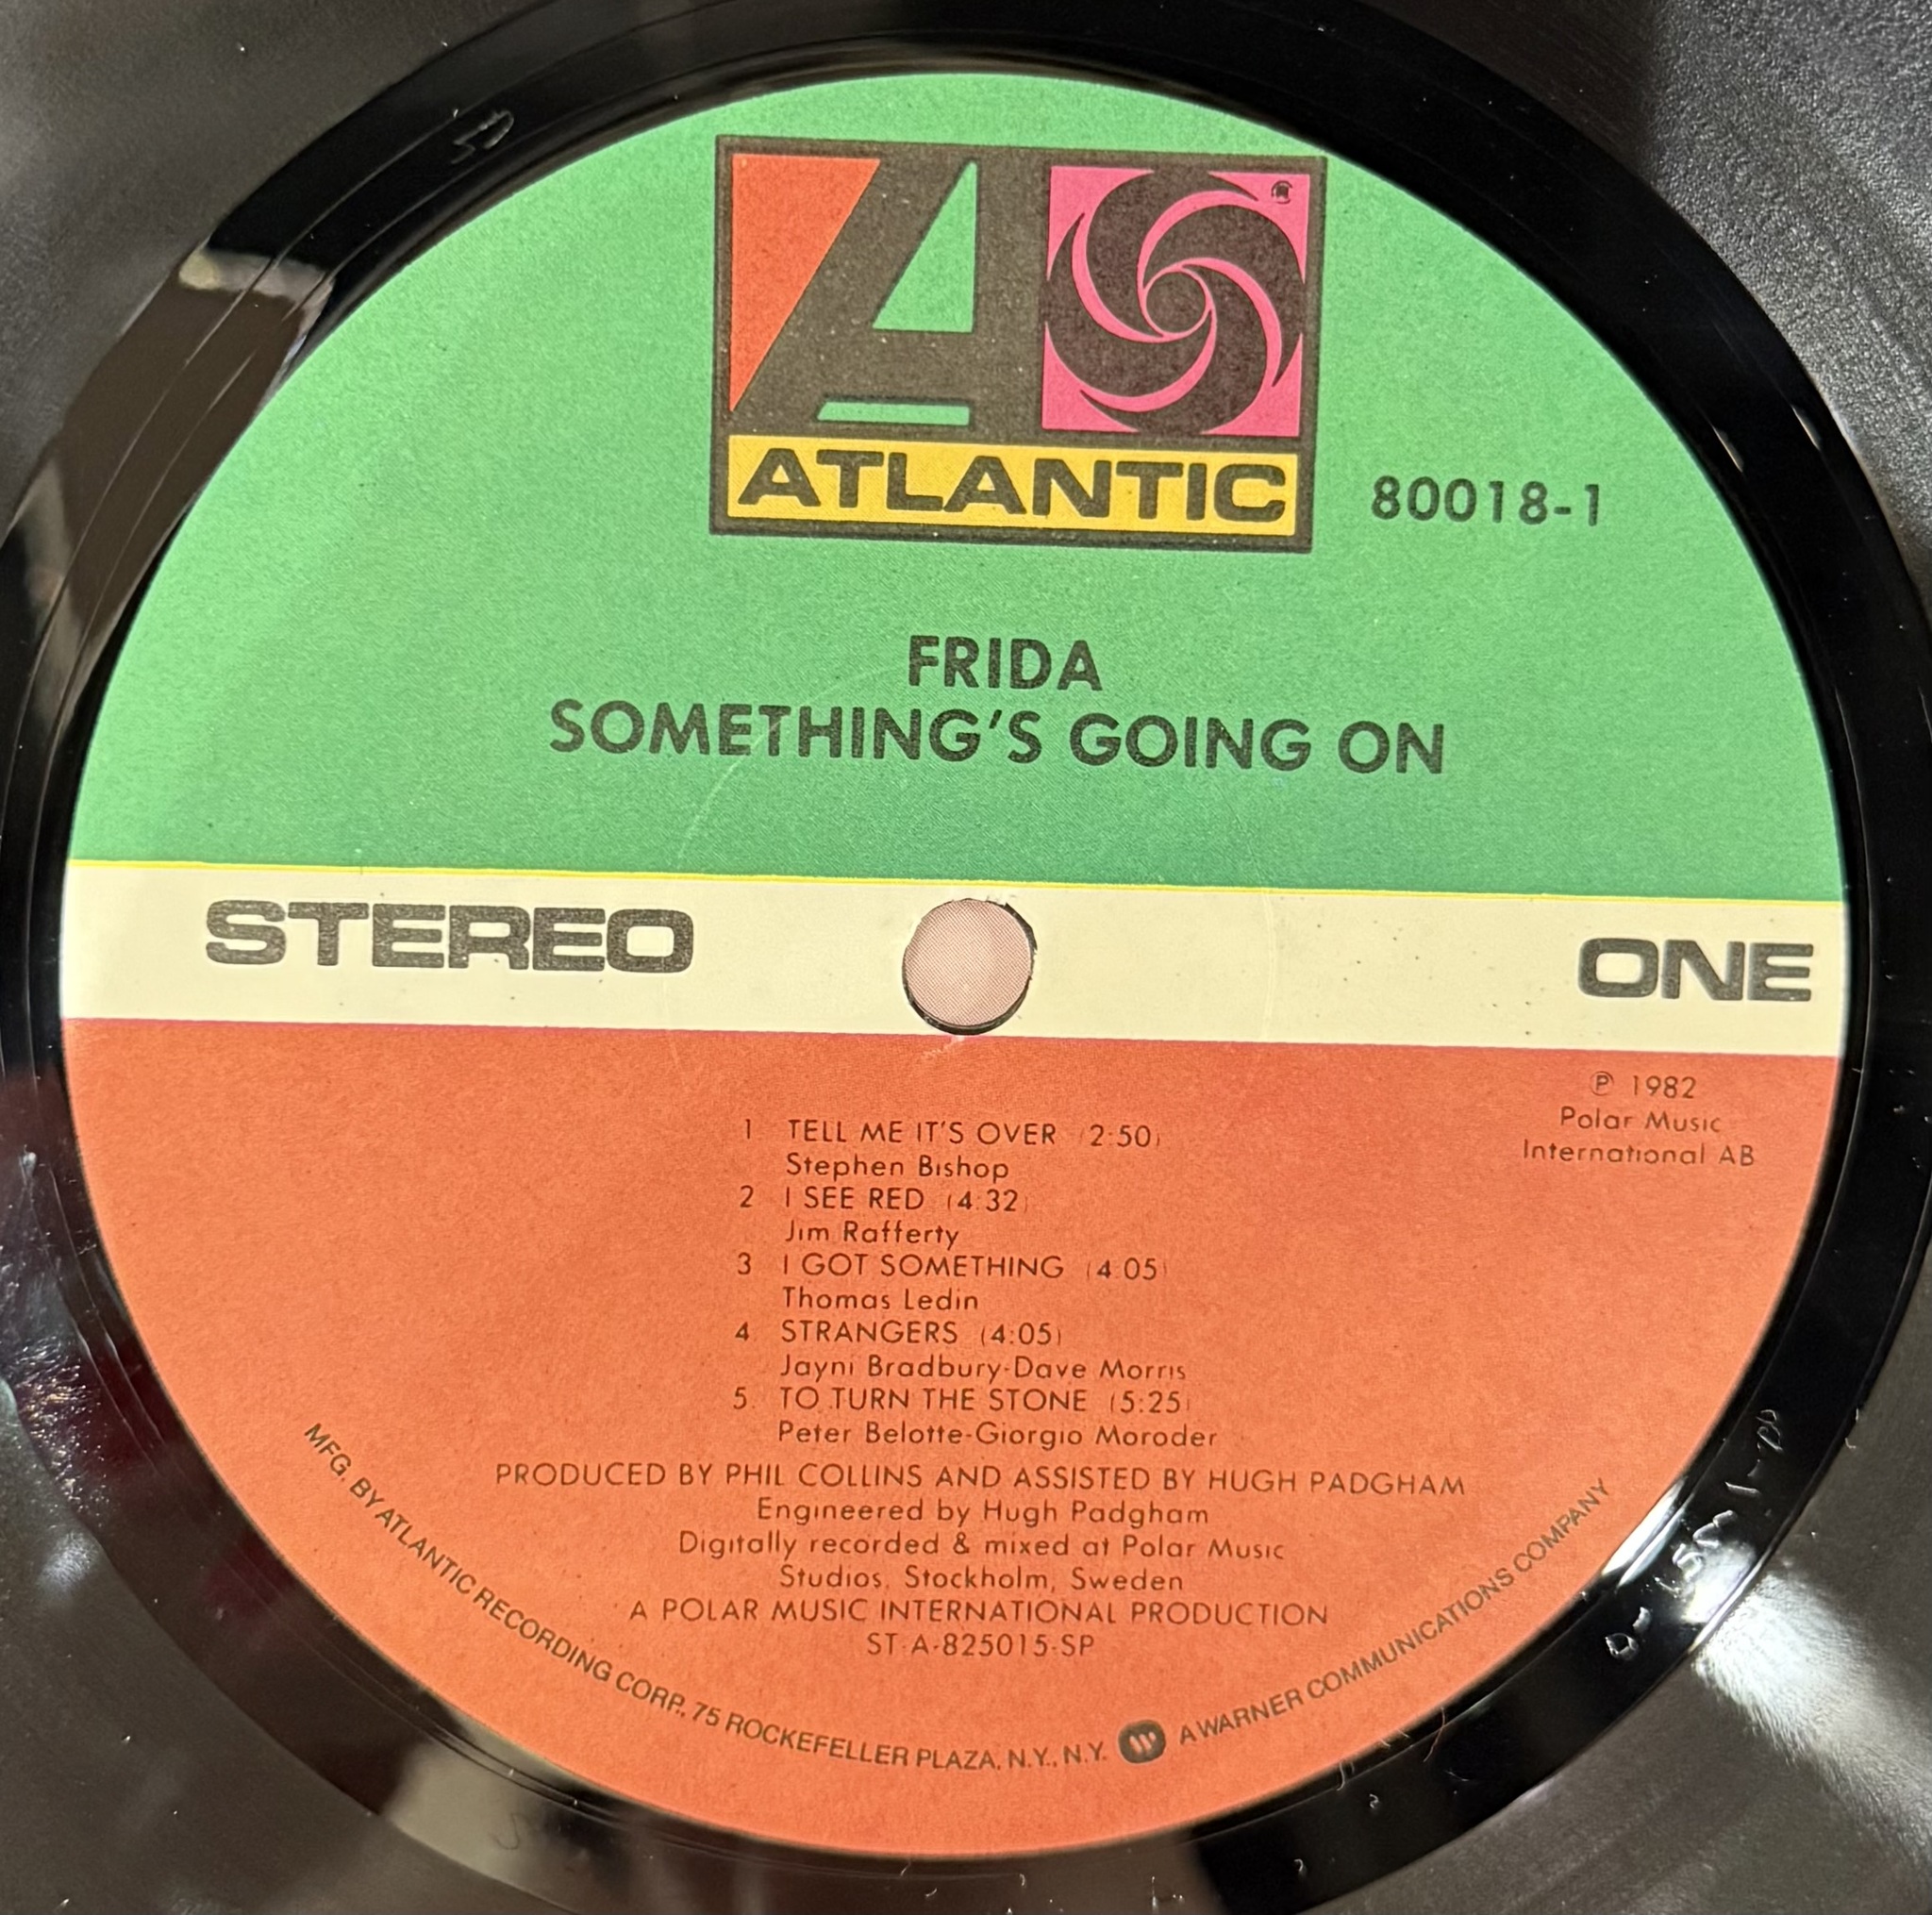 ATLANTIC
80018-1
FRIDA
SOMETHING'S GOING ON
STEREO
ONE
℗ 1982
Polar Music
International AB
1 TELL ME IT'S OVER (2:50)
Stephen Bishop
2 I SEE RED (4:32)
Jim Rafferty
3 I GOT SOMETHING (4:05)
Thomas Ledin
4. STRANGERS (4:05)
Jayni Bradbury-Dave Morris
5. TO TURN THE STONE (5:25)
Peter Belotte-Giorgio Moroder
PRODUCED BY PHIL COLLINS AND ASSISTED BY HUGH PADGHAM
Engineered by Hugh Padgham
Digitally recorded & mixed at Polar Music
Studios, Stockholm, Sweden
A POLAR MUSIC INTERNATIONAL PRODUCTION
ST-A-825015-SP
MFG. BY ATLANTIC RECORDING CORP., 75 ROCKEFELLER PLAZA, N.Y., N.Y. A WARNER COMMUNICATIONS COMPANY